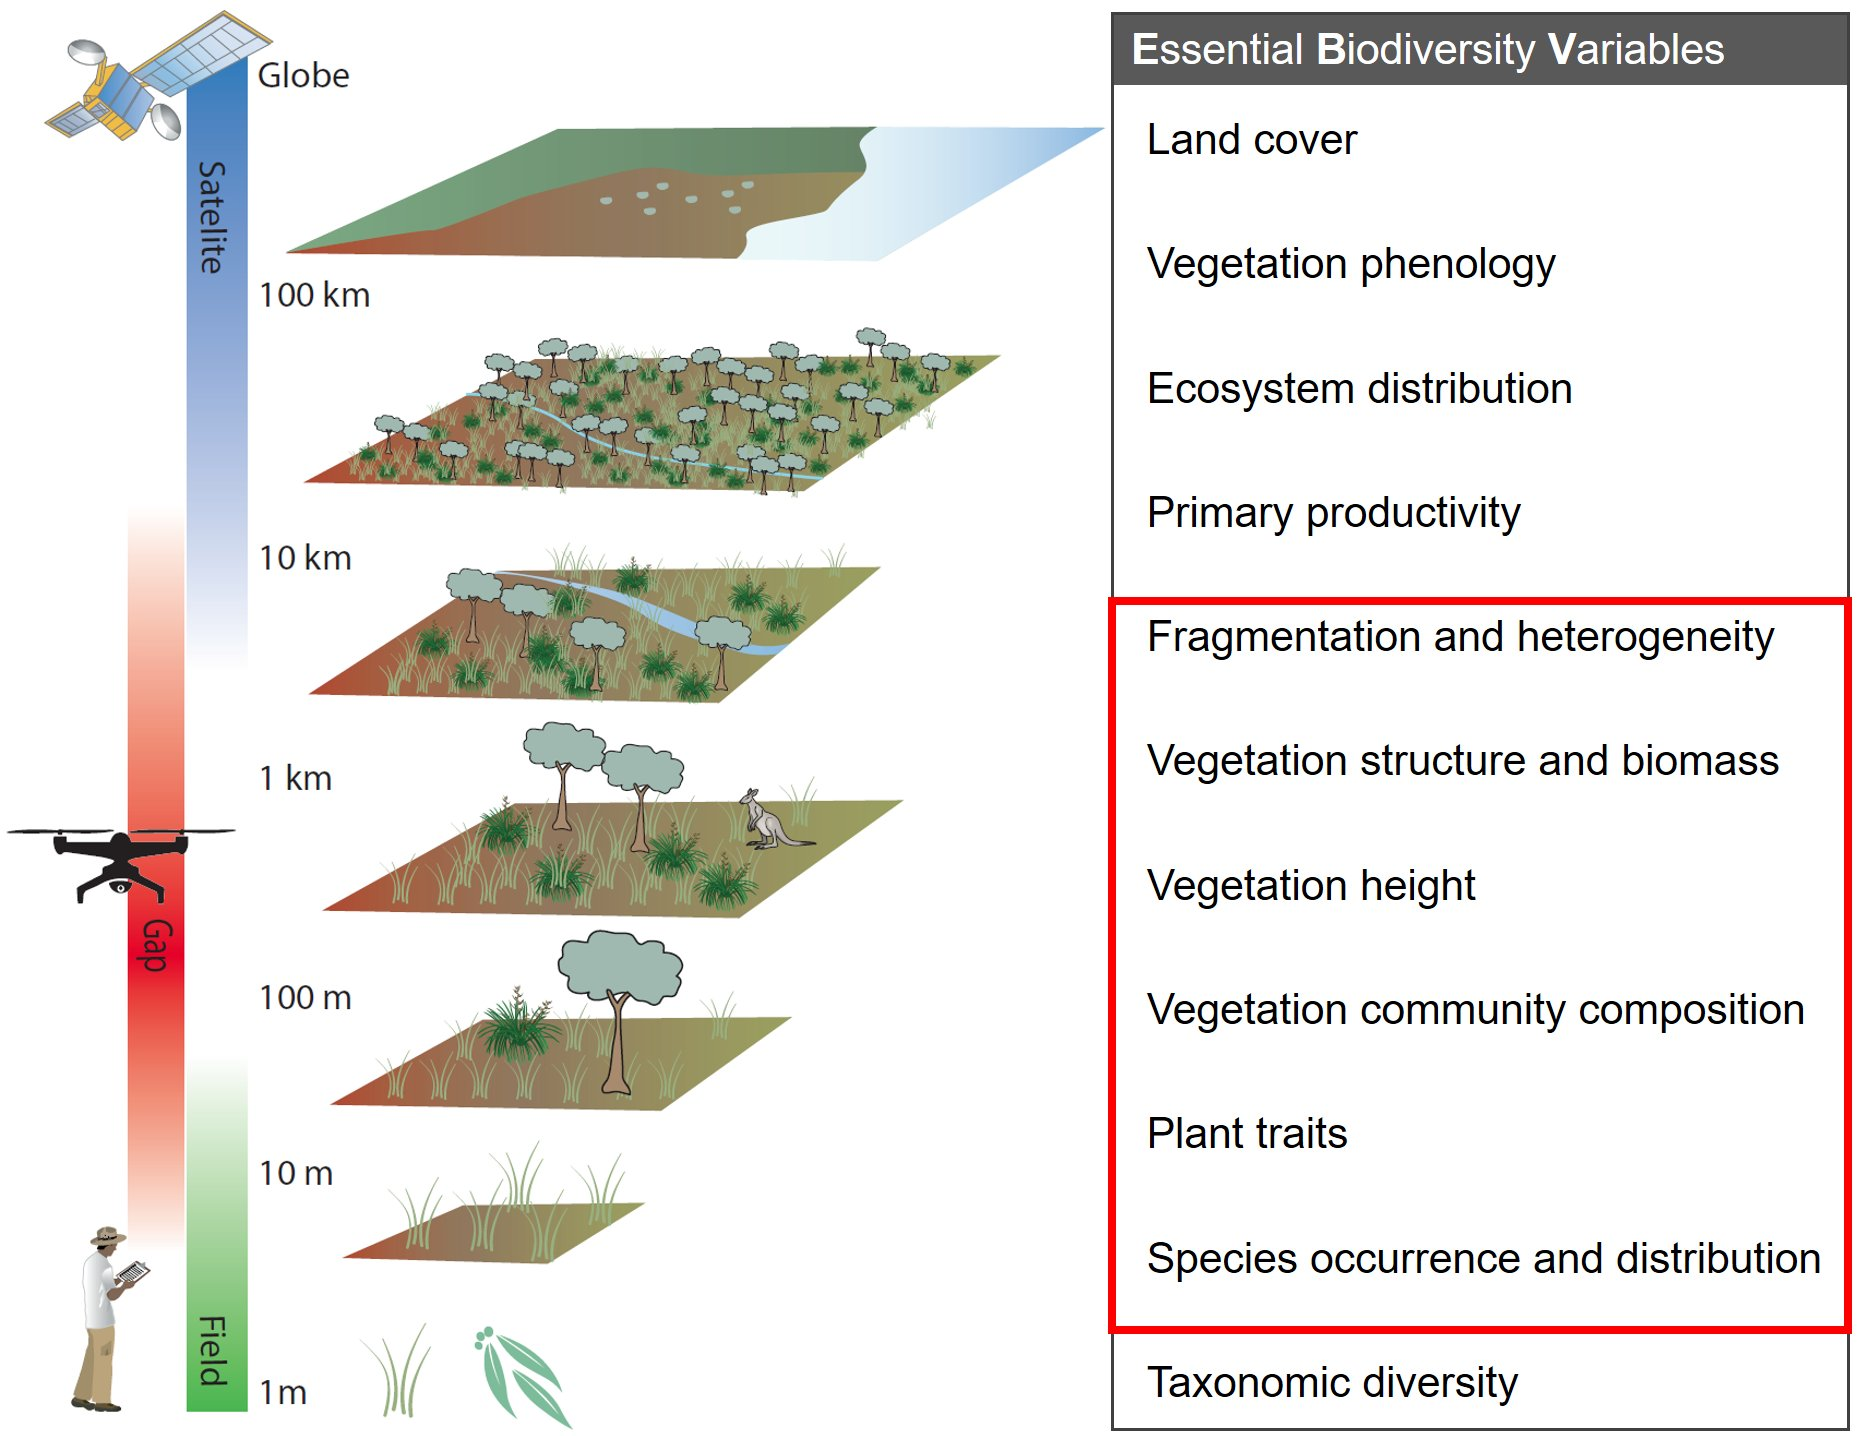 Essential Biodiversity Variables
Globe
Land cover
Satelite
Vegetation phenology
100 km
Ecosystem distribution
Primary productivity
10 km
Fragmentation and heterogeneity
Vegetation structure and biomass
1 km
Vegetation height
Gap
100 m
Vegetation community composition
Plant traits
10 m
Species occurrence and distribution
Field
1m
Taxonomic diversity